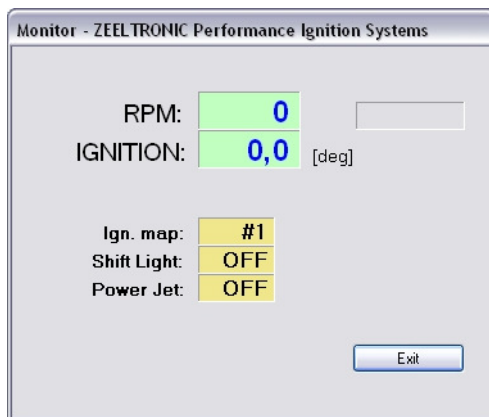 Monitor - ZEELTRONIC Performance Ignition Systems
RPM: 0
IGNITION: 0,0 [deg]
Ign. map: #1
Shift Light: OFF
Power Jet: OFF
Exit